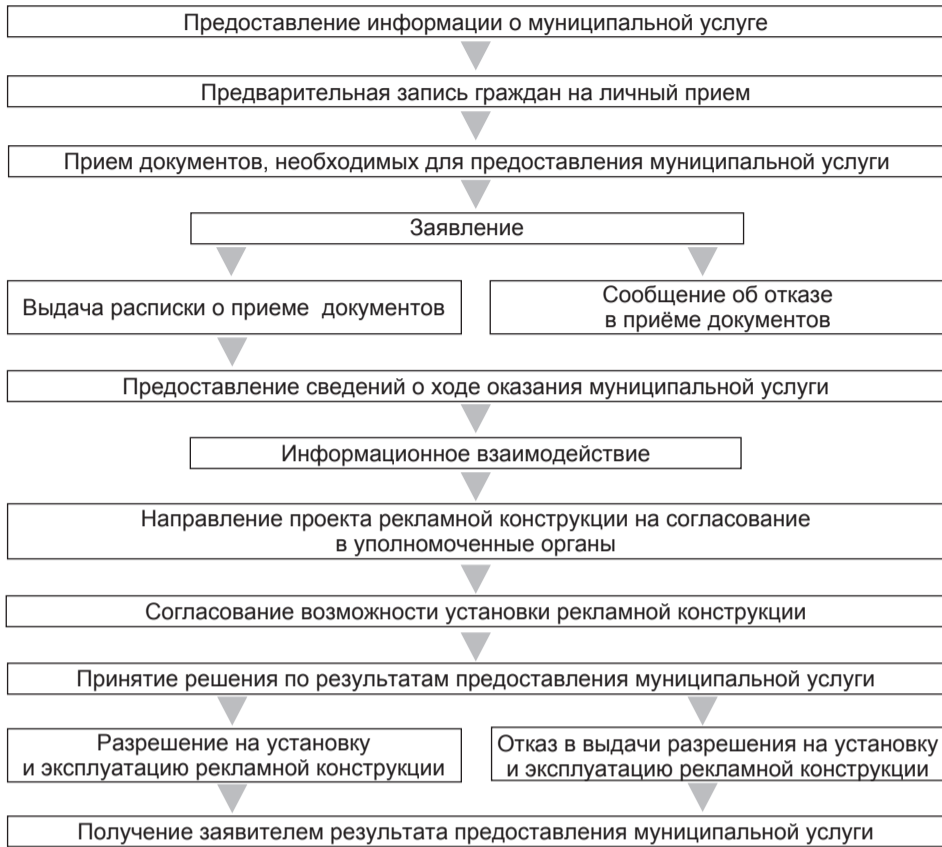 Предоставление информации о муниципальной услуге
Предварительная запись граждан на личный прием
Прием документов, необходимых для предоставления муниципальной услуги
Заявление
Выдача расписки о приеме документов
Сообщение об отказе
в приёме документов
Предоставление сведений о ходе оказания муниципальной услуги
Информационное взаимодействие
Направление проекта рекламной конструкции на согласование
в уполномоченные органы
Согласование возможности установки рекламной конструкции
Принятие решения по результатам предоставления муниципальной услуги
Разрешение на установку
и эксплуатацию рекламной конструкции
Отказ в выдачи разрешения на установку
и эксплуатацию рекламной конструкции
Получение заявителем результата предоставления муниципальной услуги